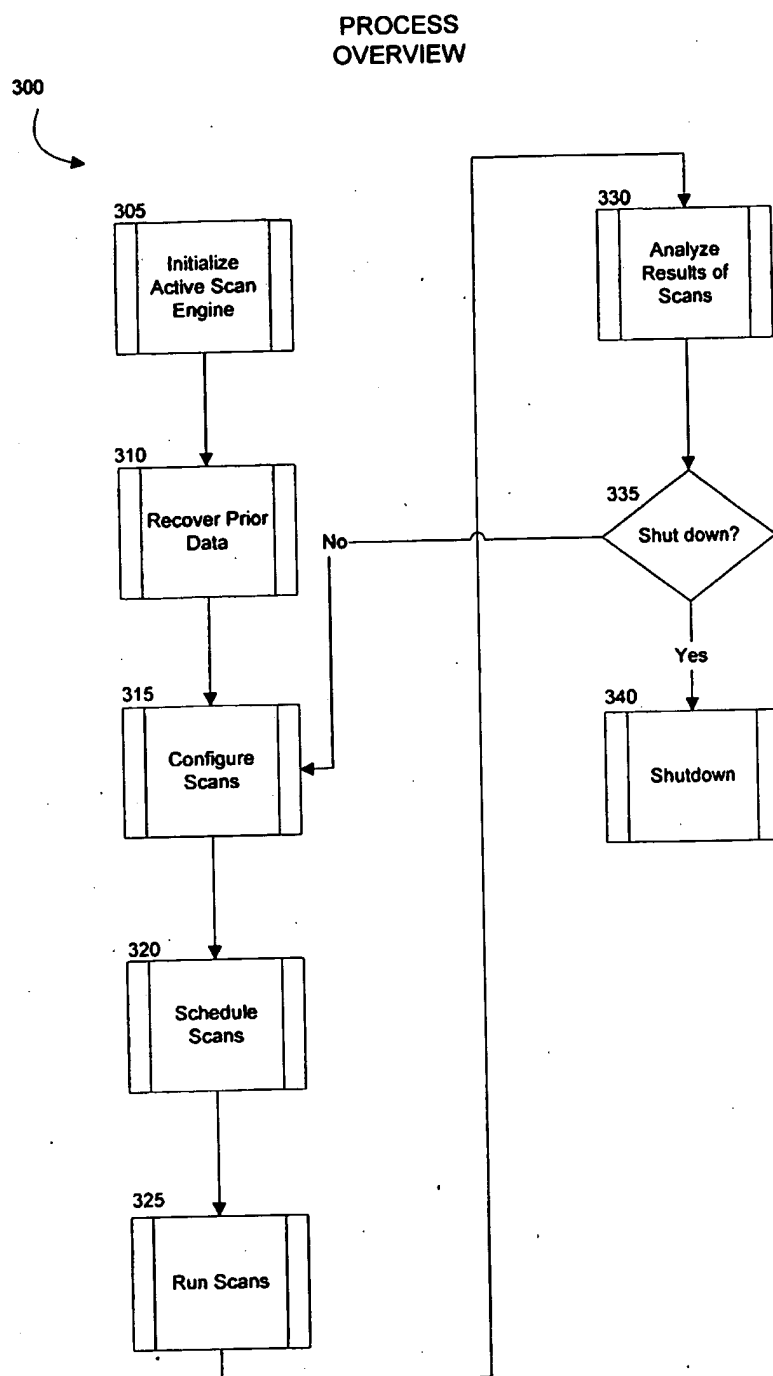 PROCESS
OVERVIEW
300
305
Initialize
Active Scan
Engine
310
Recover Prior
Data
315
Configure
Scans
320
Schedule
Scans
325
Run Scans
330
Analyze
Results of
Scans
335
Shut down?
No
Yes
340
Shutdown